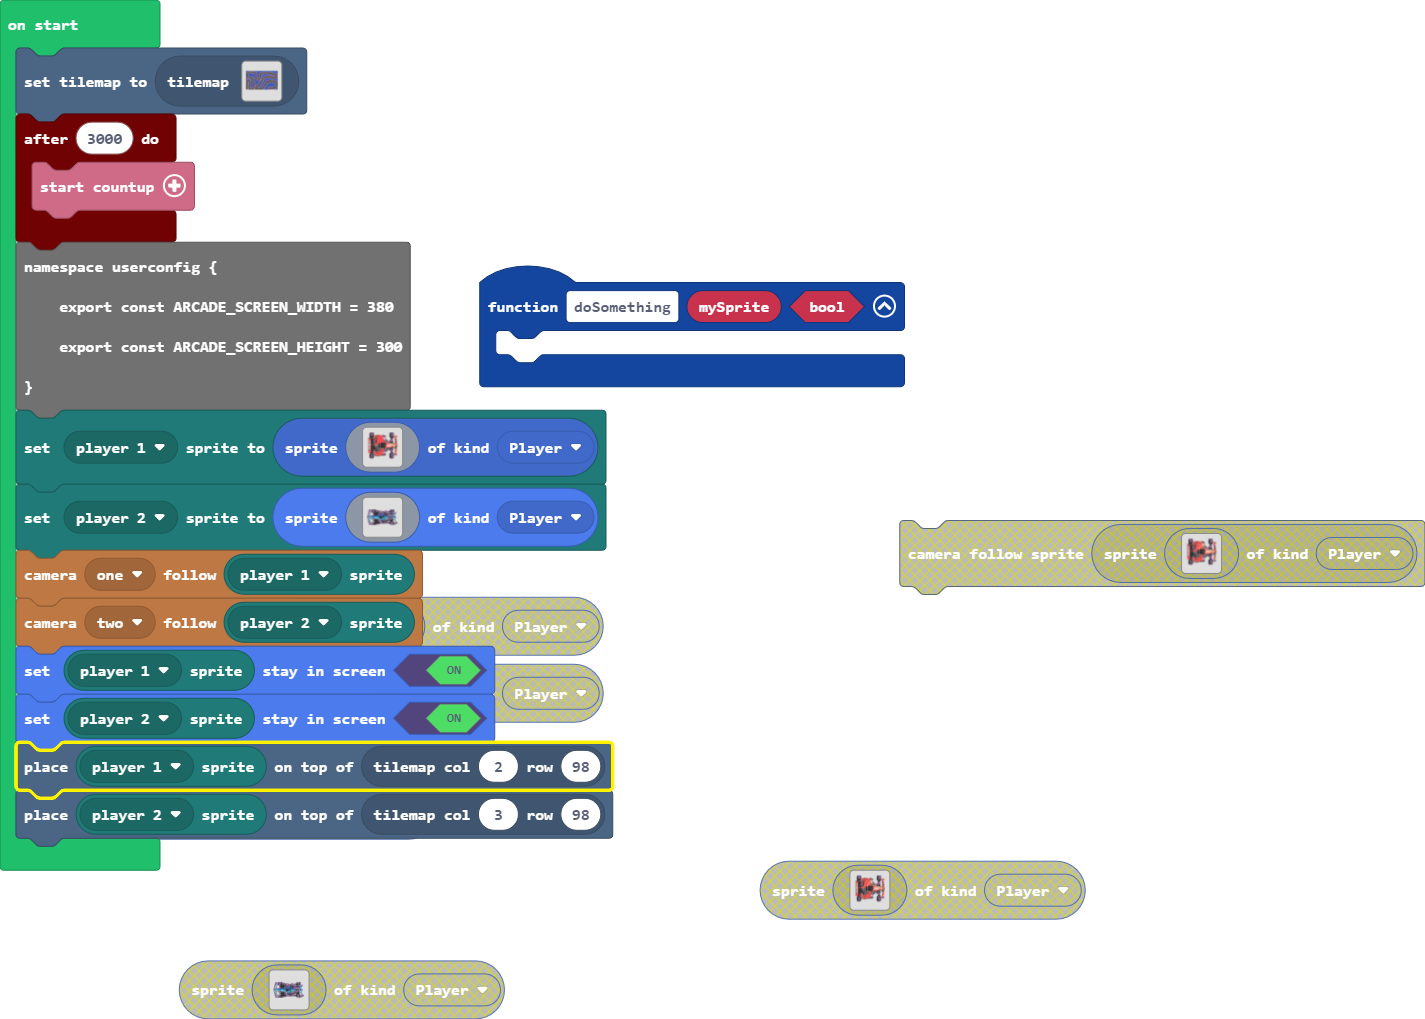 on start
set tilemap to tilemap
after 3000 do
start countup
namespace userconfig {
export const ARCADE_SCREEN_WIDTH = 380
export const ARCADE_SCREEN_HEIGHT = 300
}
function doSomething mySprite bool
set player 1 sprite to sprite of kind Player
set player 2 sprite to sprite of kind Player
camera follow sprite sprite of kind Player
camera one follow player 1 sprite
camera two follow player 2 sprite
of kind Player
set player 1 sprite stay in screen ON
Player
set player 2 sprite stay in screen ON
place player 1 sprite on top of tilemap col 2 row 98
place player 2 sprite on top of tilemap col 3 row 98
sprite of kind Player
sprite of kind Player